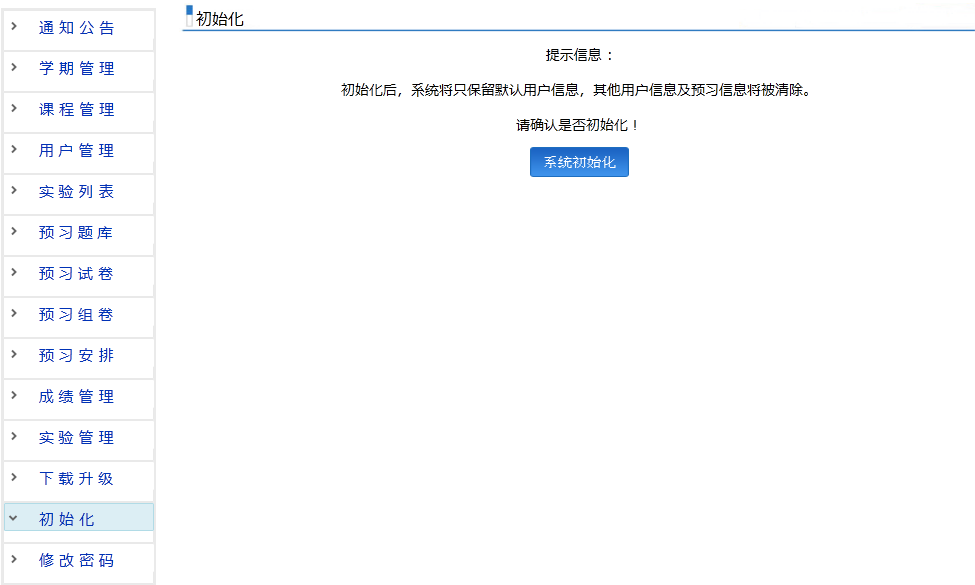 通知公告
学期管理
课程管理
用户管理
实验列表
预习题库
预习试卷
预习组卷
预习安排
成绩管理
实验管理
下载升级
初始化
修改密码
初始化
提示信息：
初始化后，系统将只保留默认用户信息，其他用户信息及预习信息将被清除。
请确认是否初始化！
系统初始化